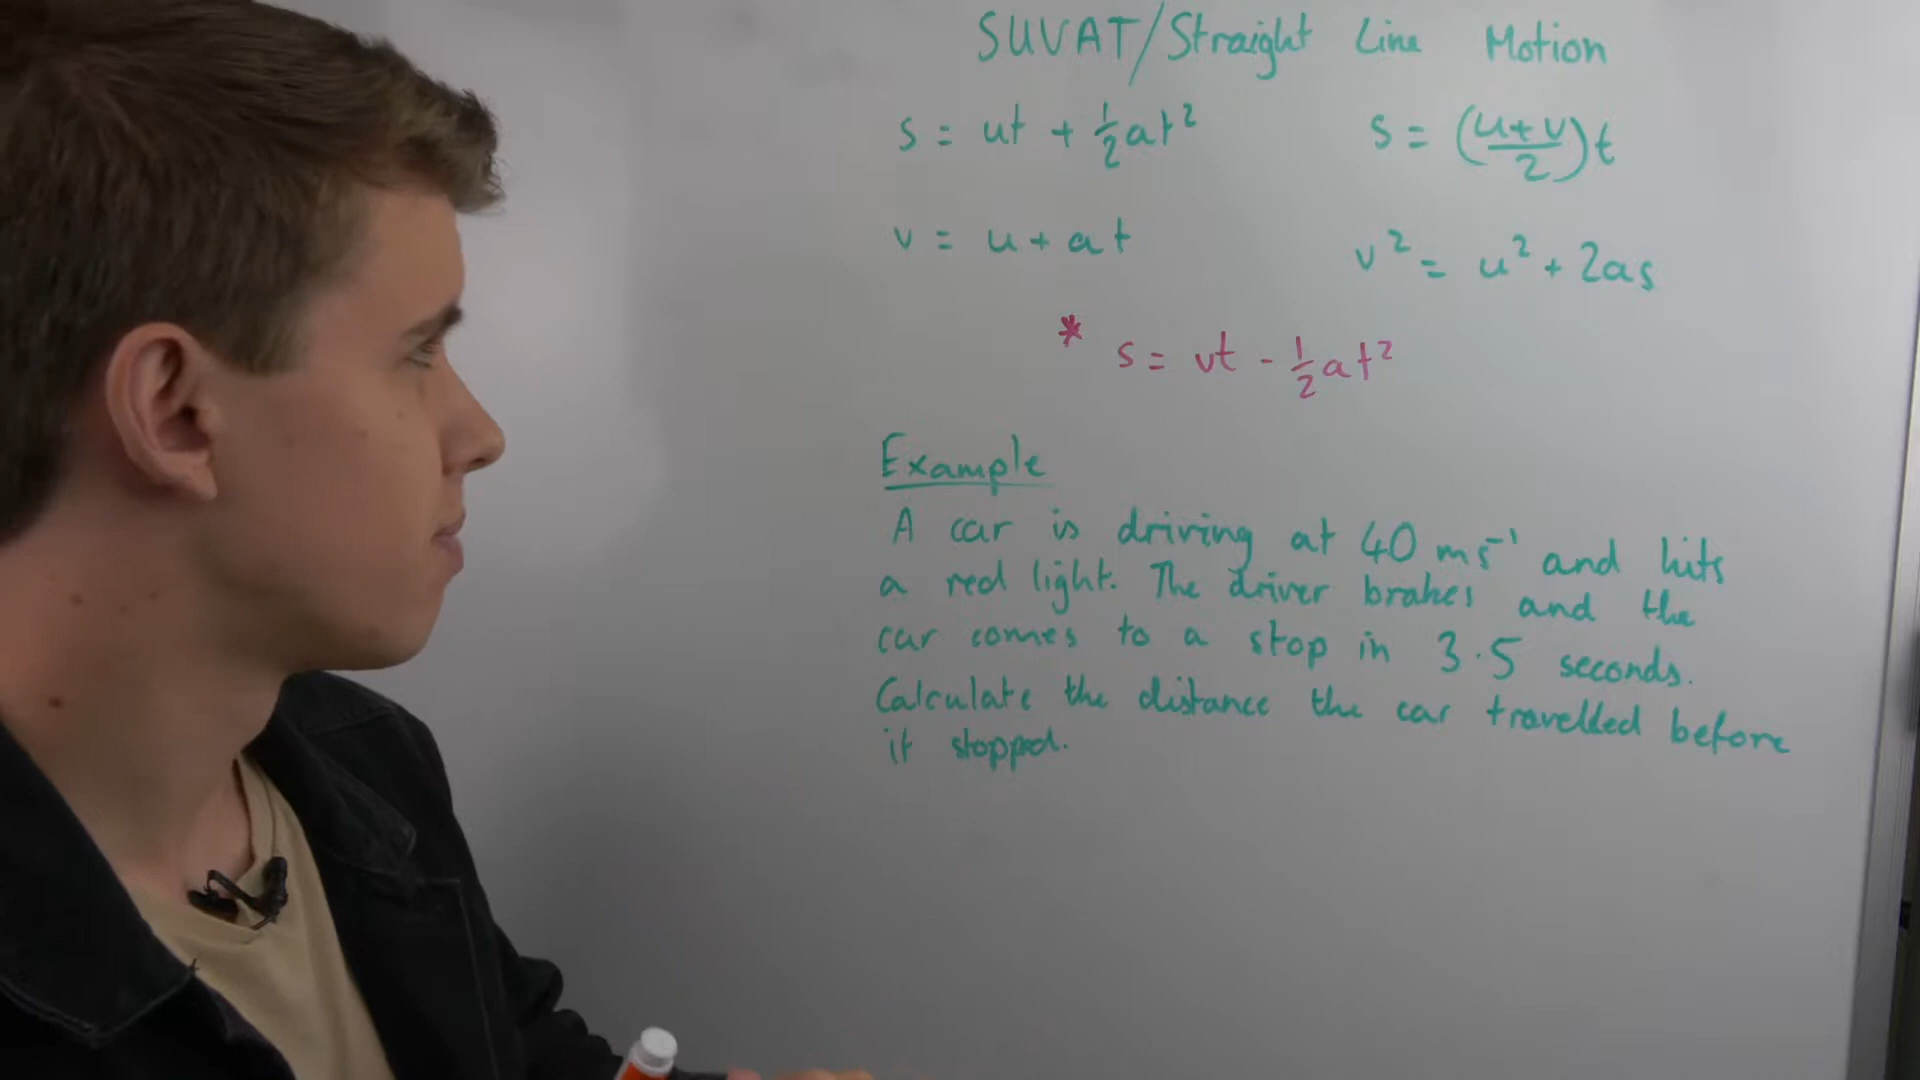 SUVAT/Straight Line Motion
s = ut + ½at² s = (u+v/2)t
v = u + at v² = u² + 2as
* s = vt - ½at²
Example
A car is driving at 40 ms⁻¹ and hits
a red light. The driver brakes and the
car comes to a stop in 3.5 seconds.
Calculate the distance the car travelled before
it stopped.